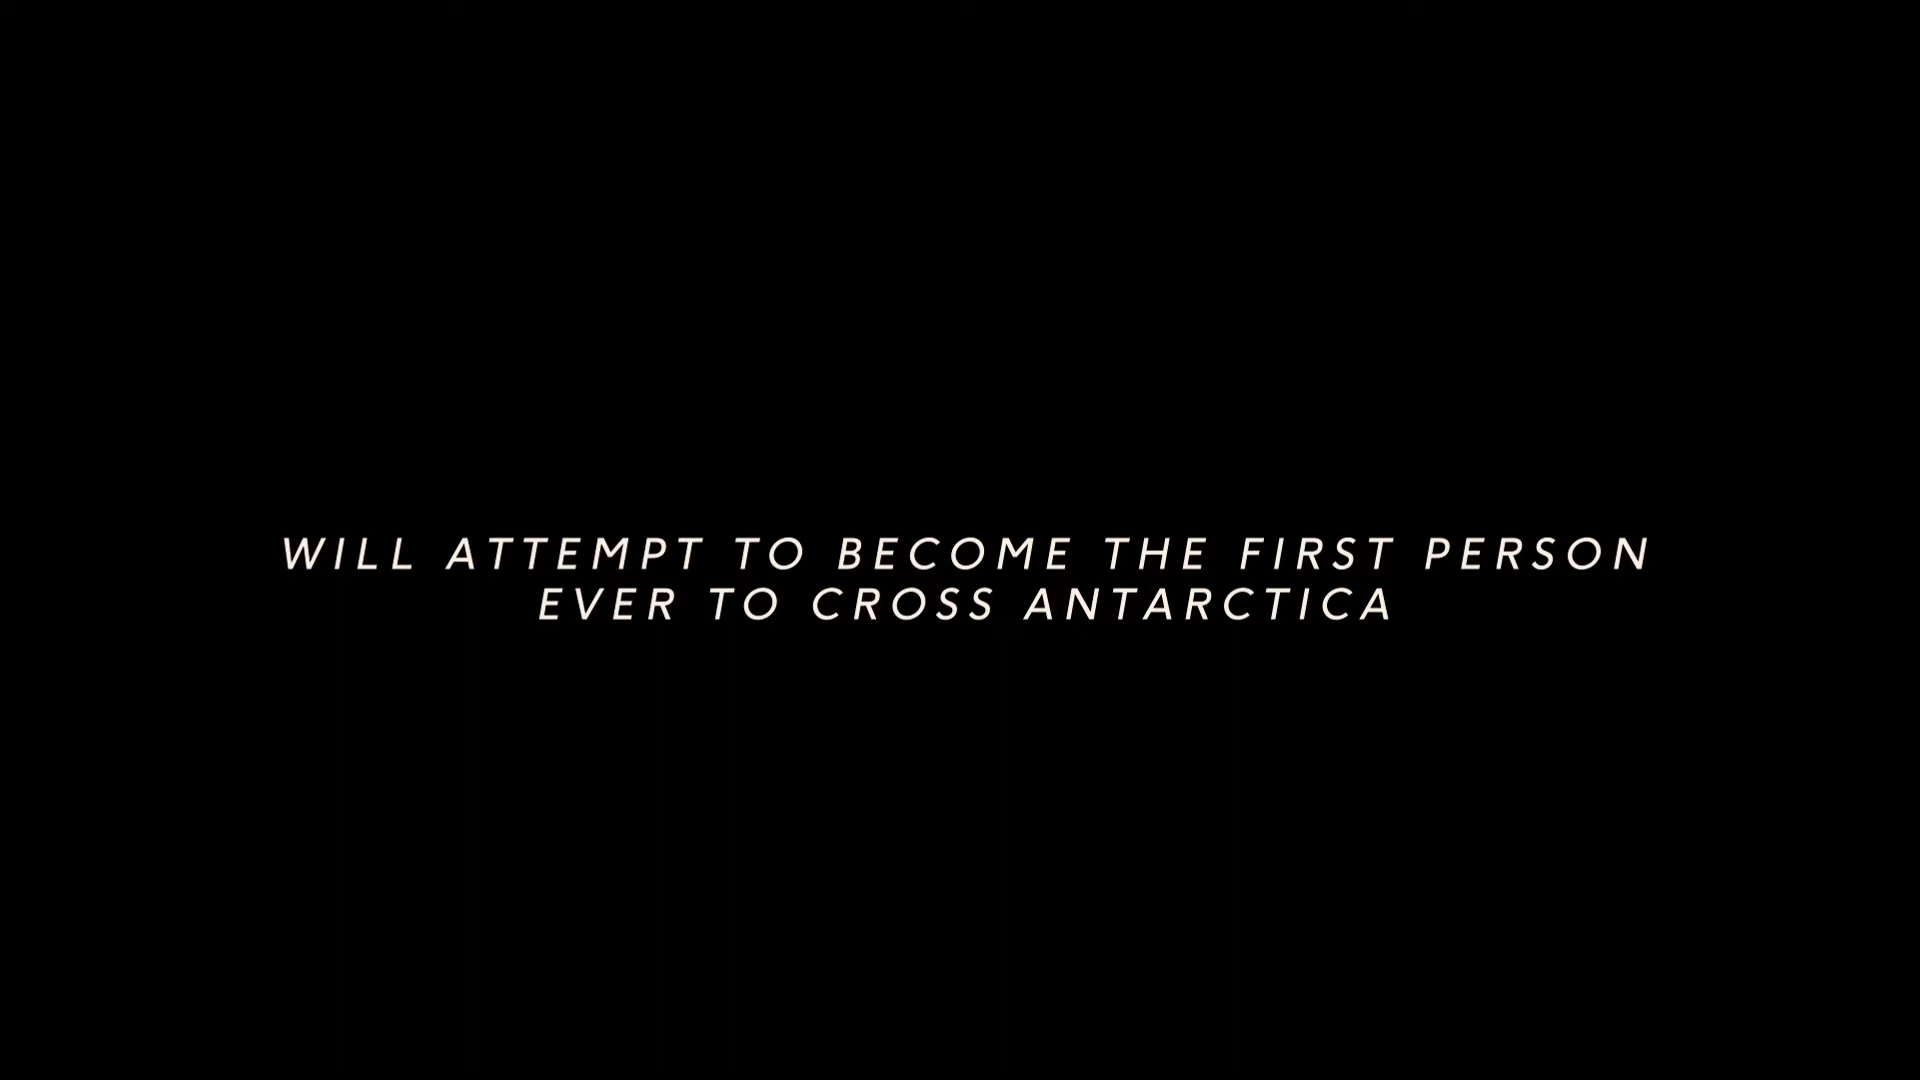 WILL ATTEMPT TO BECOME THE FIRST PERSON
EVER TO CROSS ANTARCTICA